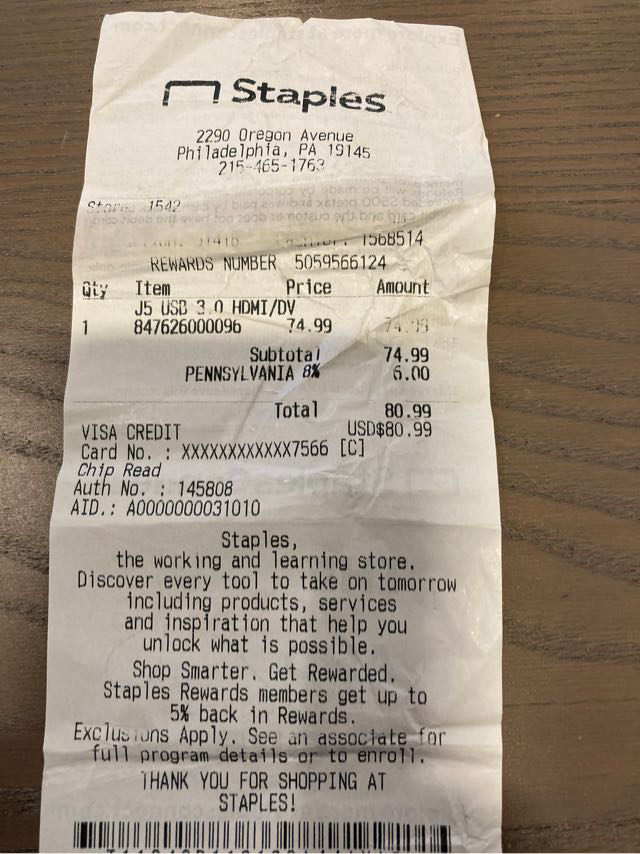 Staples
2290 Oregon Avenue
Philadelphia, PA 19145
215-465-1763
Store: 1542
1568514
REWARDS NUMBER 5059566124
Qty Item Price Amount
J5 USB 3.0 HDMI/DV
1 847626000096 74.99 74.99
Subtotal 74.99
PENNSYLVANIA 8% 6.00
Total 80.99
VISA CREDIT USD$80.99
Card No. : XXXXXXXXXXXX7566 [C]
Chip Read
Auth No. : 145808
AID.: A0000000031010
Staples,
the working and learning store.
Discover every tool to take on tomorrow
including products, services
and inspiration that help you
unlock what is possible.
Shop Smarter. Get Rewarded.
Staples Rewards members get up to
5% back in Rewards.
Exclusions Apply. See an associate for
full program details or to enroll.
THANK YOU FOR SHOPPING AT
STAPLES!